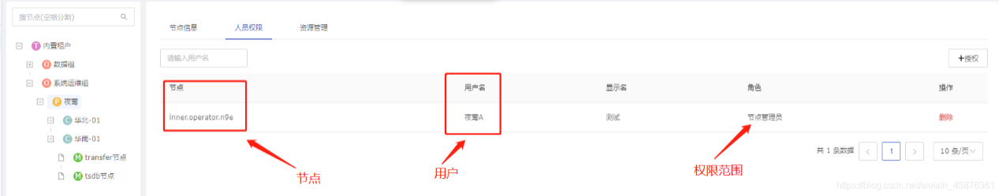 搜节点(空格分割)
T 内置租户
O 数据组
O 系统运维组
P 夜莺
C 华北-01
C 华南-01
M transfer节点
M tsdb节点
节点信息 人员权限 资源管理
请输入用户名
+授权
节点 用户名 显示名 角色 操作
inner.operator.n9e 夜莺A 测试 节点管理员 删除
共 1 条数据 < 1 > 10 条/页
节点
用户
权限范围
https://blog.csdn.net/weixin_43876361